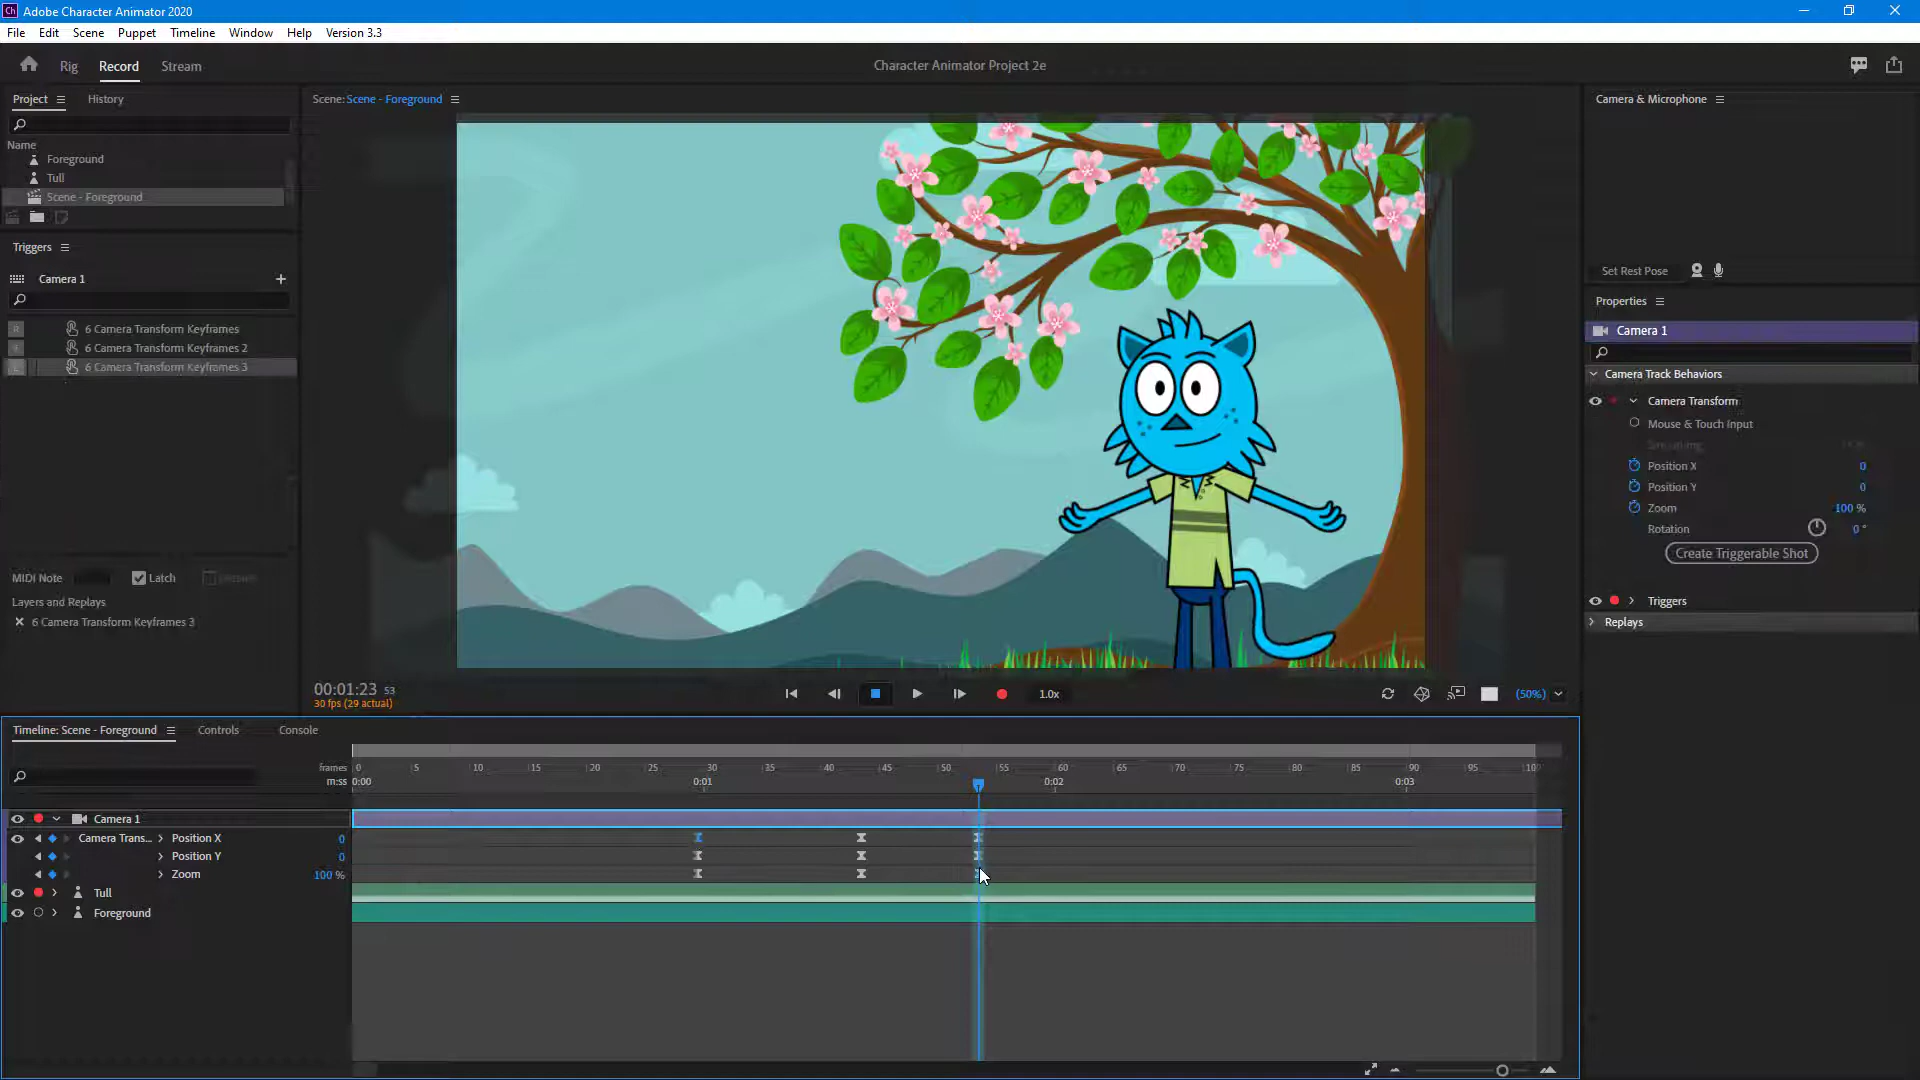 Ch Adobe Character Animator 2020
File Edit Scene Puppet Timeline Window Help Version 3.3
Rig Record Stream
Character Animator Project 2e
Project History
Name
Foreground
Tull
Scene - Foreground
Triggers
Camera 1
6 Camera Transform Keyframes
6 Camera Transform Keyframes 2
6 Camera Transform Keyframes 3
MIDI Note Latch
Layers and Replays
6 Camera Transform Keyframes 3
Scene: Scene - Foreground
00:01:23 53
30 fps (29 actual)
1.0x
(50%)
Camera & Microphone
Set Rest Pose
Properties
Camera 1
Camera Track Behaviors
Camera Transform
Mouse & Touch Input
Position X 0
Position Y 0
Zoom 100 %
Rotation 0 °
Create Triggerable Shot
Triggers
Replays
Timeline: Scene - Foreground Controls Console
frames 0 5 10 15 20 25 30 35 40 45 50 55 60 65 70 75 80 85 90 95 100
m:ss 0:00 0:01 0:02 0:03
Camera 1
Camera Trans... Position X 0
Position Y 0
Zoom 100 %
Tull
Foreground